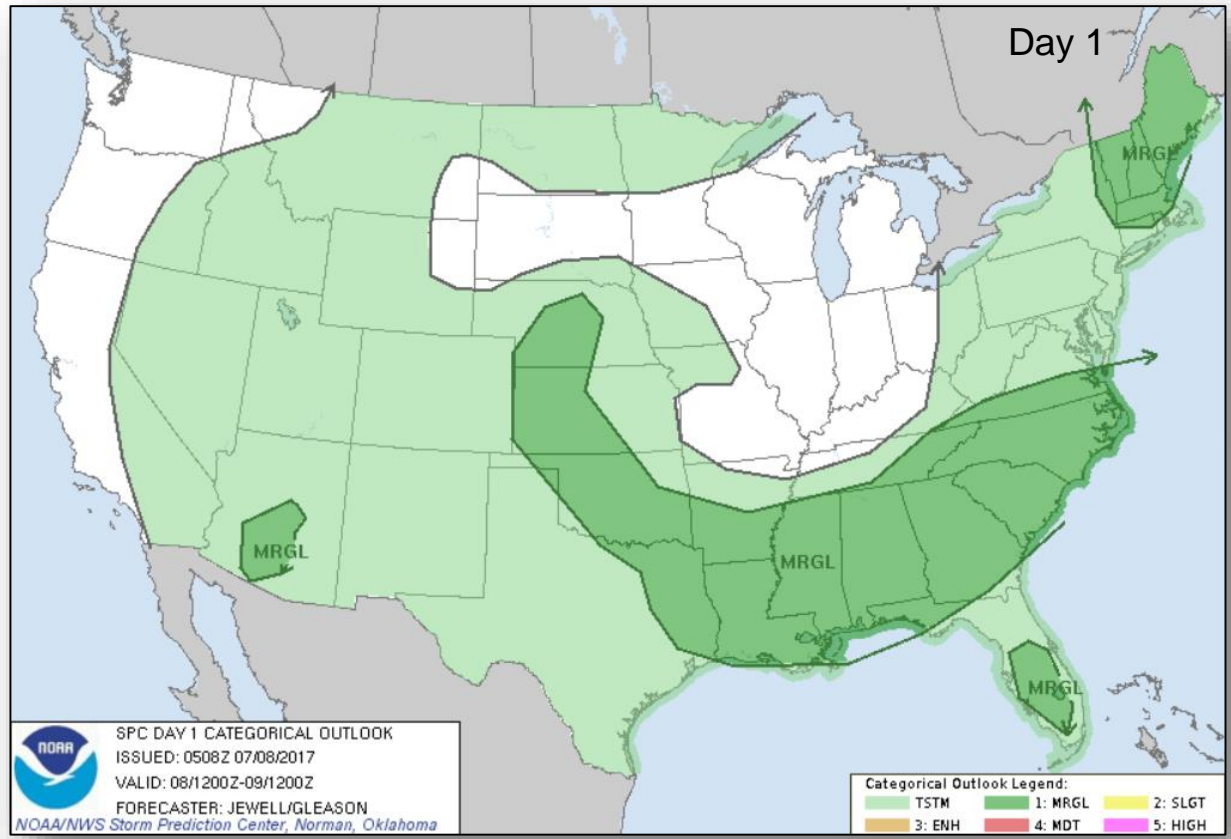 Day 1
MRGL
MRGL
MRGL
MRGL
NOAA
SPC DAY 1 CATEGORICAL OUTLOOK
ISSUED: 0508Z 07/08/2017
VALID: 08/1200Z-09/1200Z
FORECASTER: JEWELL/GLEASON
NOAA/NWS Storm Prediction Center, Norman, Oklahoma
Categorical Outlook Legend:
TSTM 1: MRGL 2: SLGT
3: ENH 4: MDT 5: HIGH